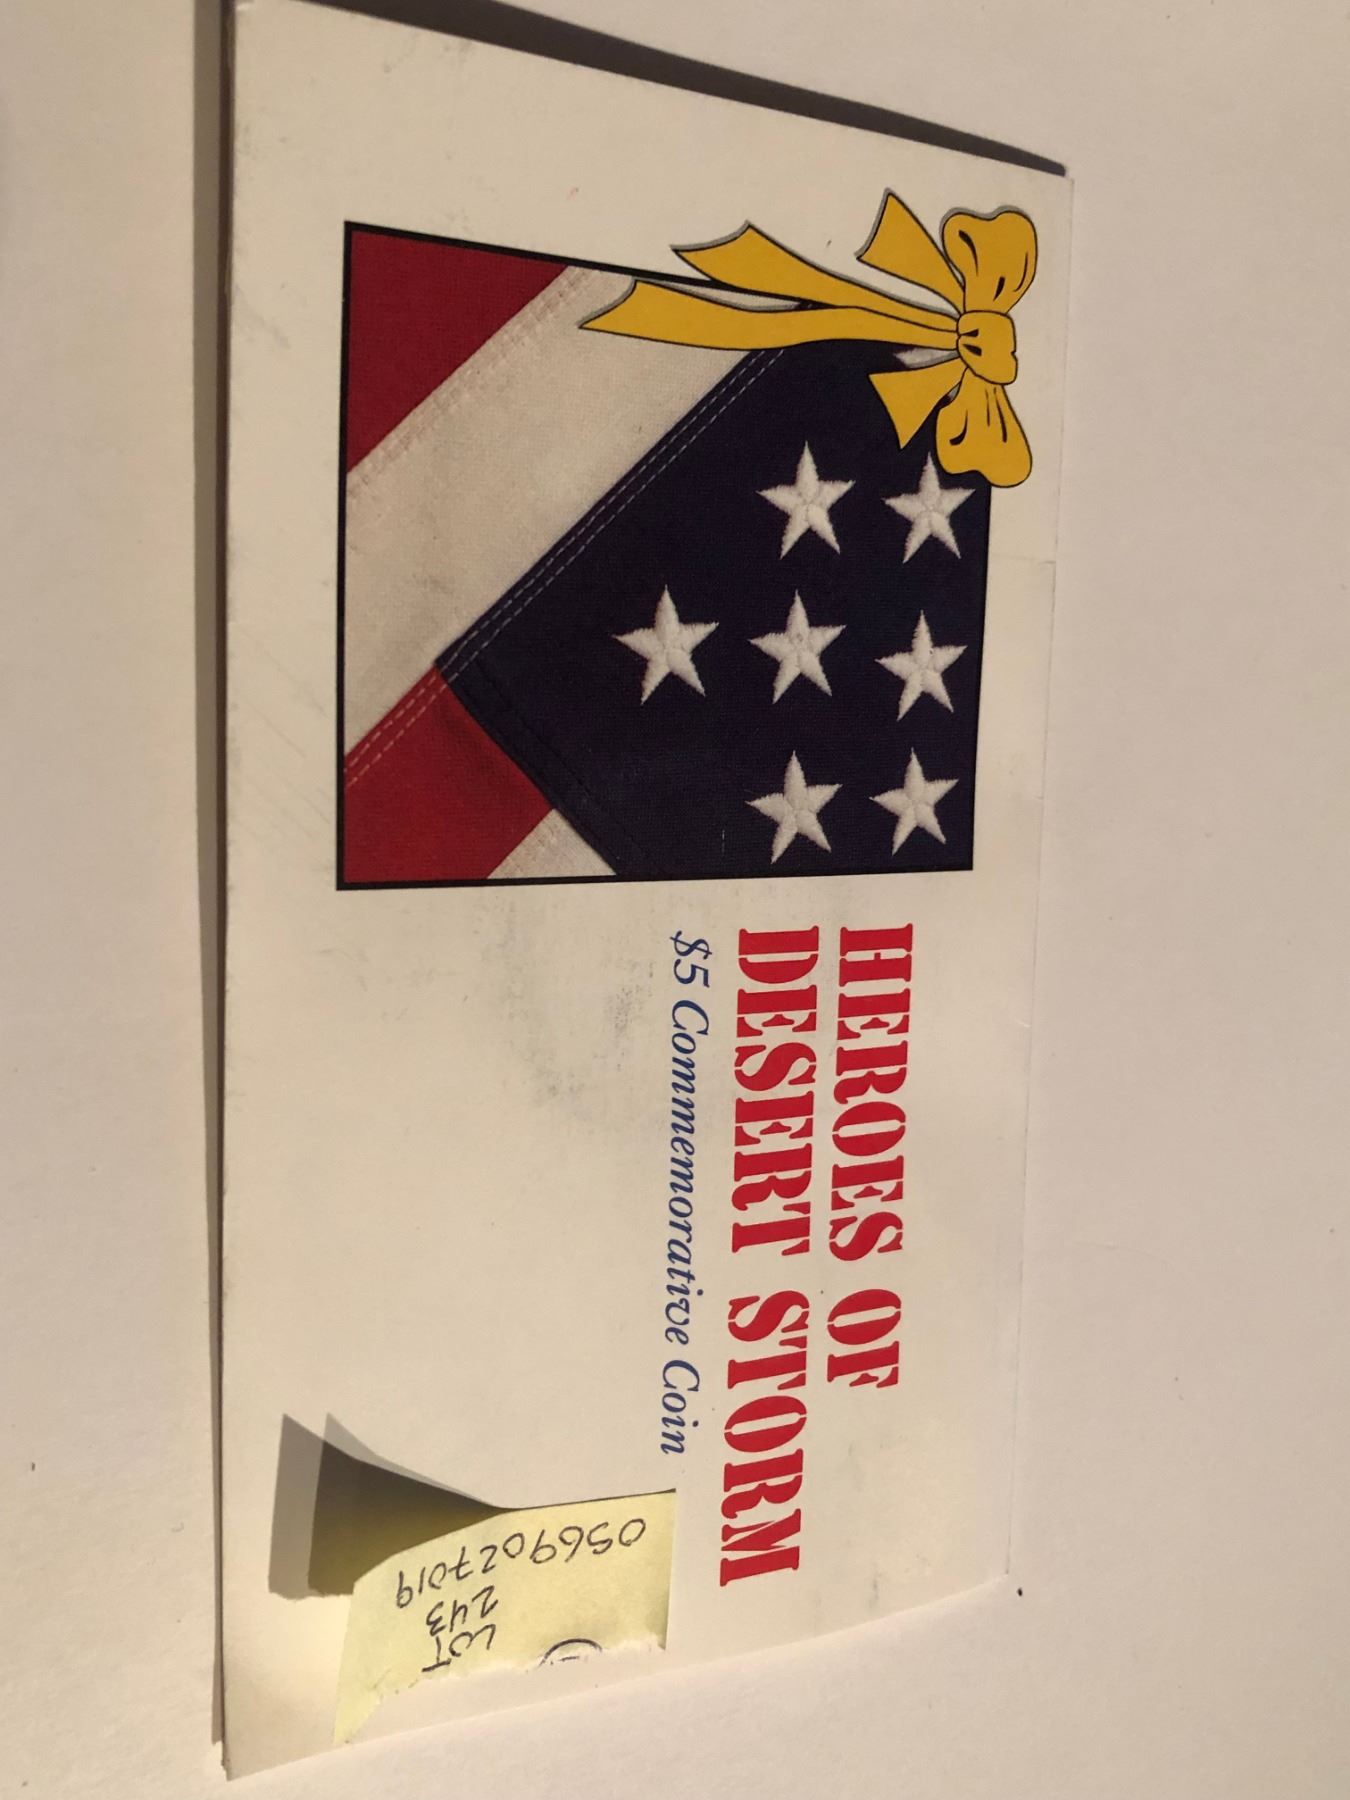 HEROES OF
DESERT STORM
$5 Commemorative Coin
LOT
243
0569027019